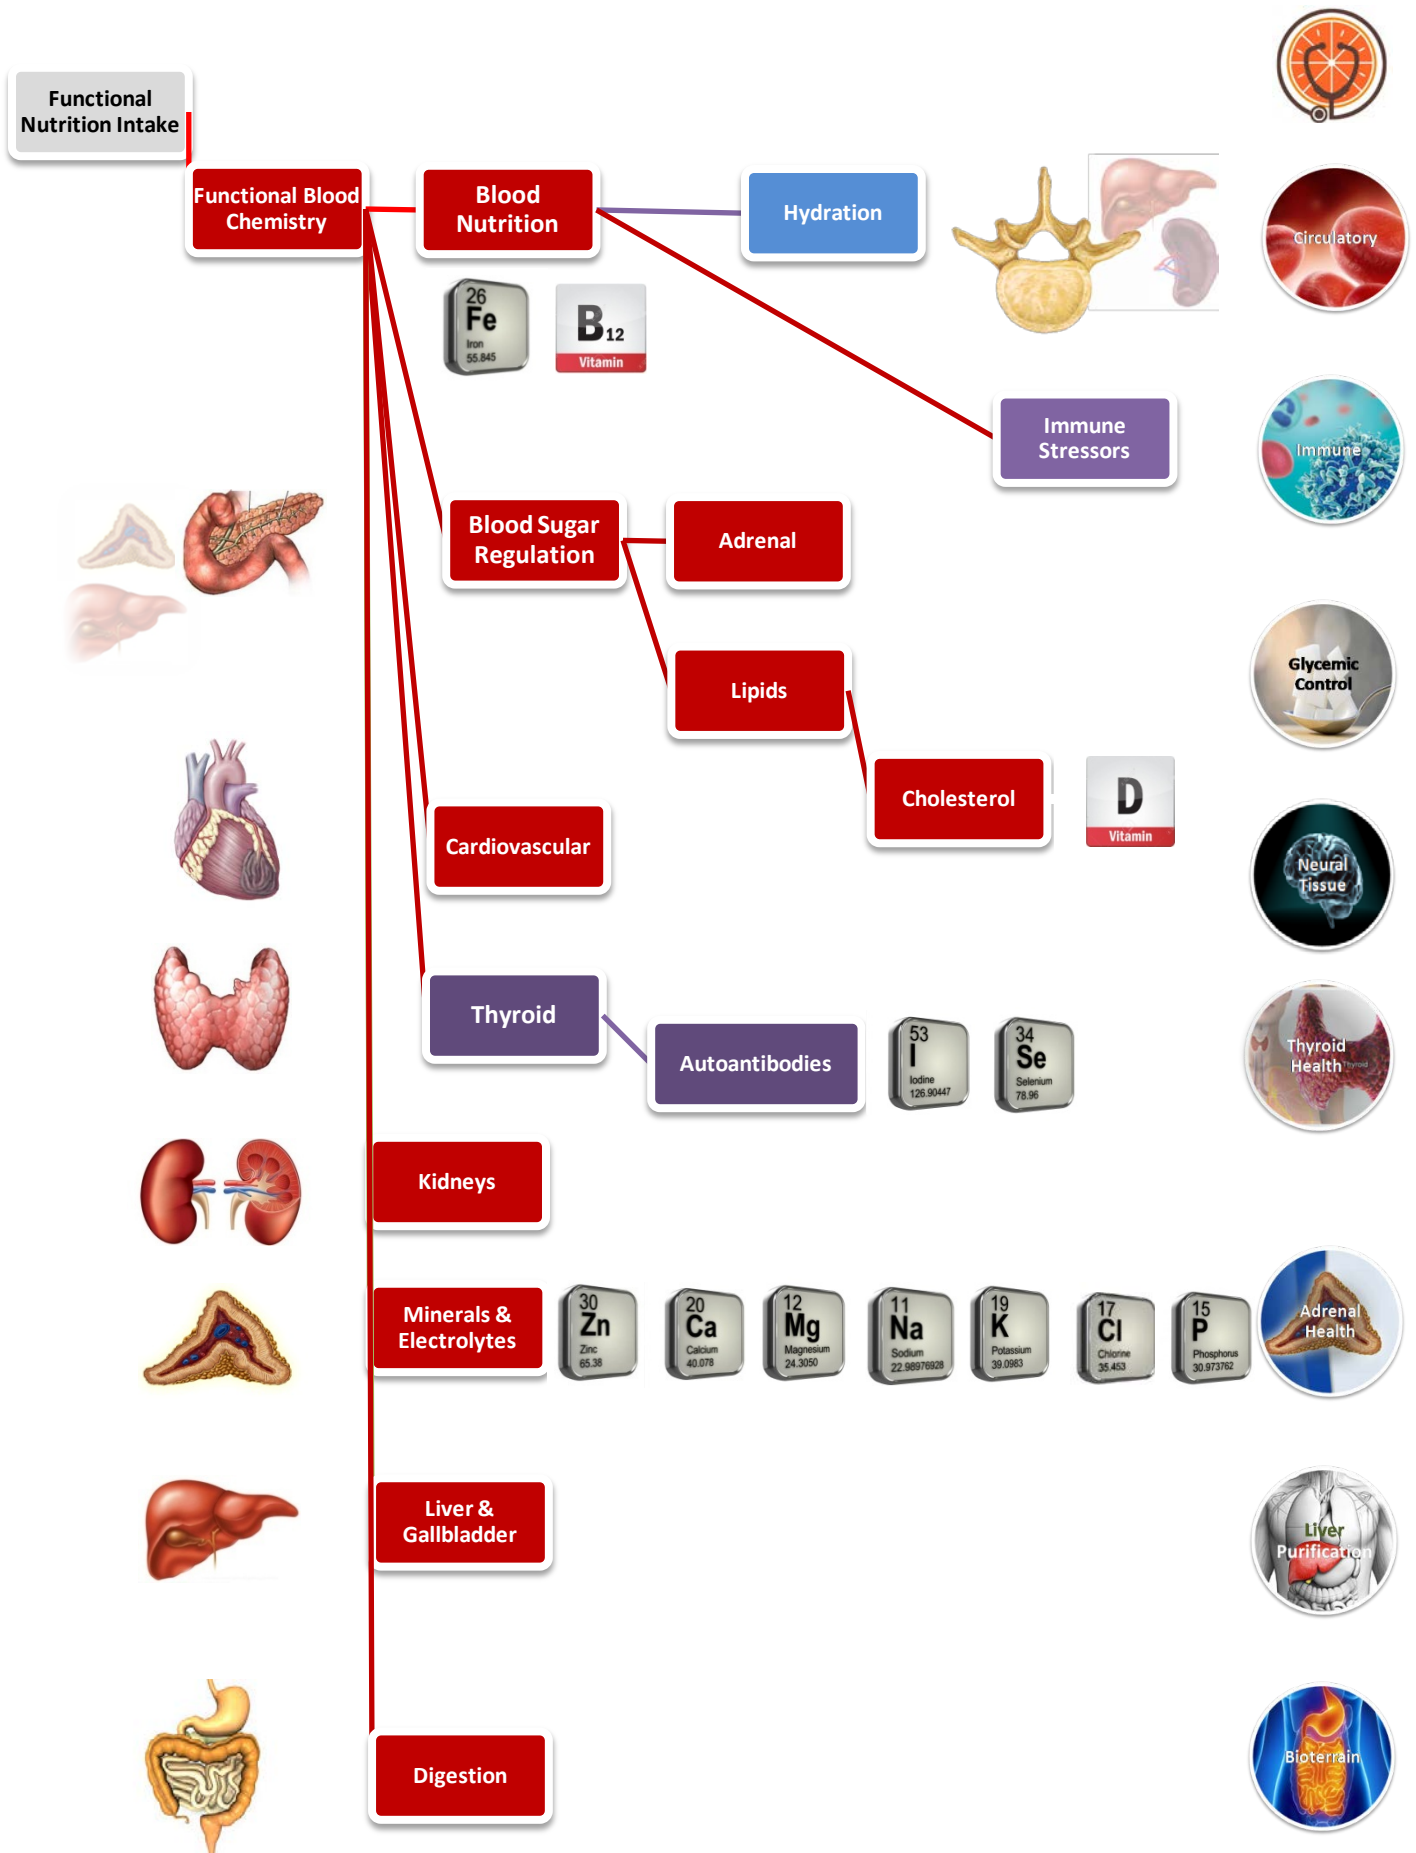 Functional
Nutrition Intake
Functional Blood
Chemistry
Blood
Nutrition
Hydration
Circulatory
26
Fe
Iron
55.845
B12
Vitamin
Immune
Stressors
Immune
Blood Sugar
Regulation
Adrenal
Lipids
Glycemic
Control
Cholesterol
D
Vitamin
Cardiovascular
Neural
Tissue
Thyroid
Autoantibodies
53
I
Iodine
126.90447
34
Se
Selenium
78.96
Thyroid
Health
Thyroid
Kidneys
Minerals &
Electrolytes
30
Zn
Zinc
65.38
20
Ca
Calcium
40.078
12
Mg
Magnesium
24.3050
11
Na
Sodium
22.98976928
19
K
Potassium
39.0983
17
Cl
Chlorine
35.453
15
P
Phosphorus
30.973762
Adrenal
Health
Liver &
Gallbladder
Liver
Purification
Digestion
Bioterrain